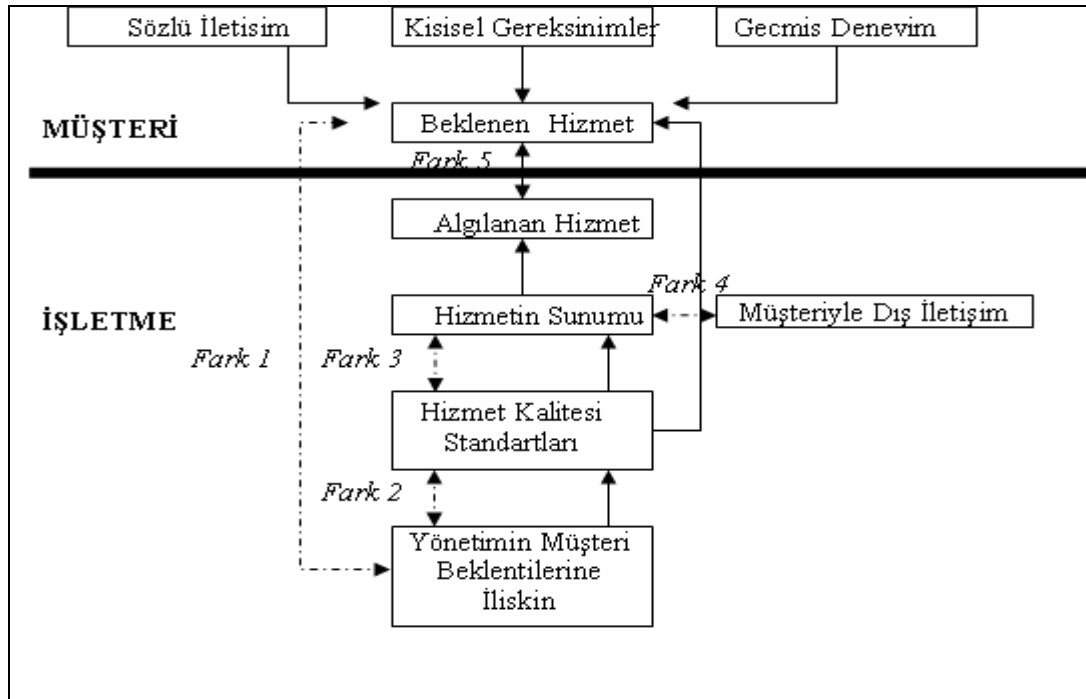 Sözlü İletisim
Kisisel Gereksinimler
Gecmis Denevim
MÜŞTERİ
Beklenen Hizmet
Fark 5
Algılanan Hizmet
Fark 4
İŞLETME
Hizmetin Sunumu
Müşteriyle Dış İletişim
Fark 1
Fark 3
Hizmet Kalitesi
Standartları
Fark 2
Yönetimin Müşteri
Beklentilerine
İliskin